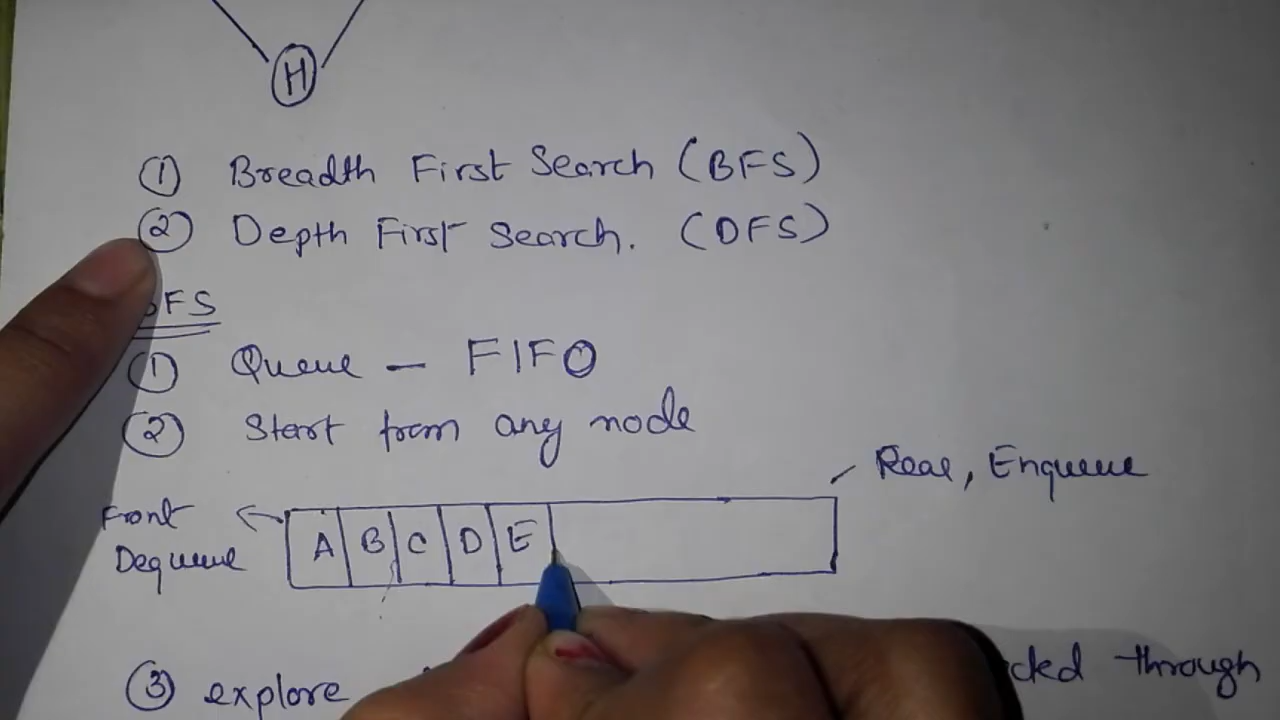 H
① Breadth First Search (BFS)
② Depth First Search. (DFS)
BFS
① Queue - FIFO
② Start from any node
Rear, Enqueue
Front
Dequeue
A B C D E
③ explore through